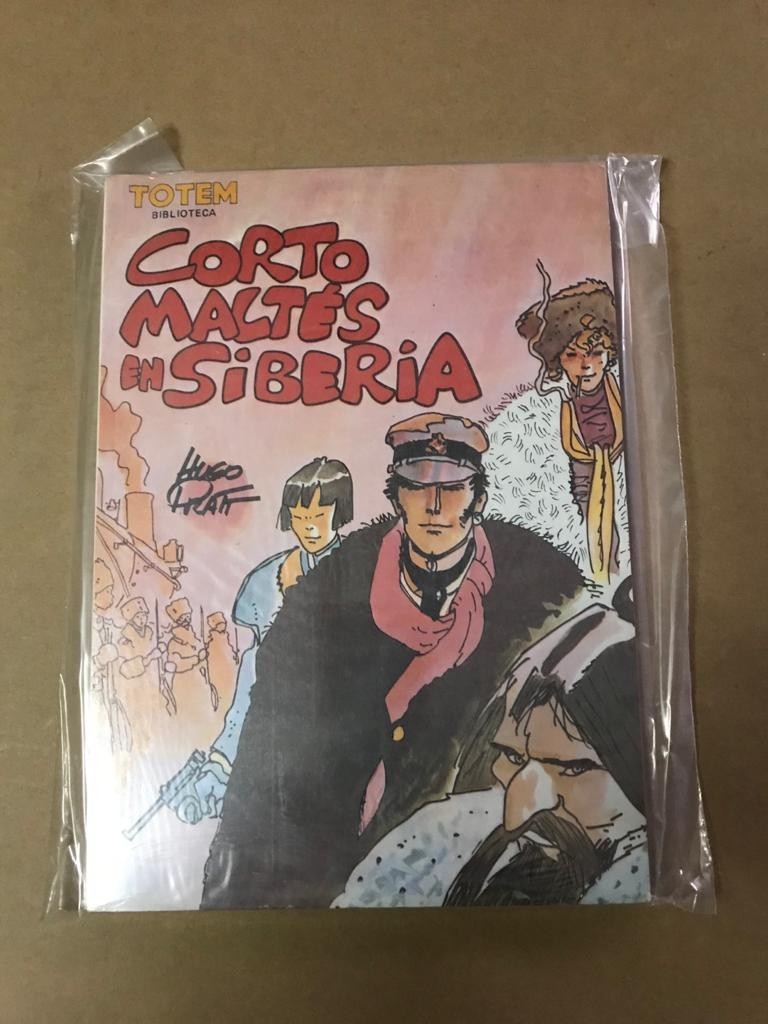 TOTEM
BIBLIOTECA
CORTO
MALTÉS
EN SiBERiA
HUGO
PRATT